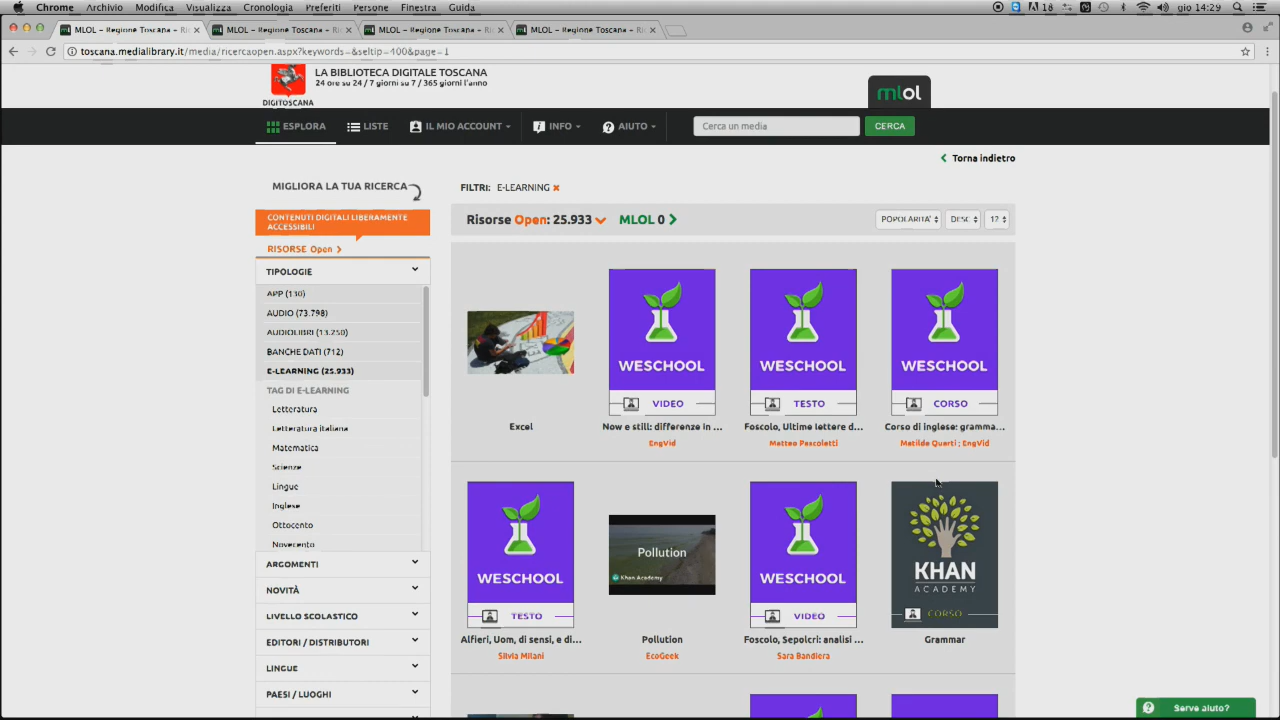 Chrome Archivio Modifica Visualizza Cronologia Preferiti Persone Finestra Guida
18 gio 14:29
MLOL - Regione Toscana - Ri
MLOL - Regione Toscana - Ri
MLOL - Regione Toscana - Ri
MLOL - Regione Toscana - Ri
toscana.medialibrary.it/media/ricercaopen.aspx?keywords=&seltip=400&page=1
DIGITOSCANA
LA BIBLIOTECA DIGITALE TOSCANA
24 ore su 24 / 7 giorni su 7 / 365 giorni l'anno
mlol
ESPLORA LISTE IL MIO ACCOUNT INFO AIUTO Cerca un media CERCA
Torna indietro
MIGLIORA LA TUA RICERCA
FILTRI: E-LEARNING
CONTENUTI DIGITALI LIBERAMENTE
ACCESSIBILI
Risorse Open: 25.933 MLOL 0
POPOLARITA' DESC 12
RISORSE Open
TIPOLOGIE
APP (130)
AUDIO (73.798)
AUDIOLIBRI (13.250)
BANCHE DATI (712)
E-LEARNING (25.933)
TAG DI E-LEARNING
Letteratura
Letteratura italiana
Matematica
Scienze
Lingue
Inglese
Ottocento
Novecento
ARGOMENTI
NOVITÀ
LIVELLO SCOLASTICO
EDITORI / DISTRIBUTORI
LINGUE
PAESI / LUOGHI
WESCHOOL
VIDEO
WESCHOOL
TESTO
WESCHOOL
CORSO
Excel
Now e still: differenze in ...
EngVid
Foscolo, Ultime lettere d...
Matteo Pascoletti
Corso di inglese: gramma...
Matilde Quarti ; EngVid
WESCHOOL
TESTO
Pollution
Khan Academy
WESCHOOL
VIDEO
KHAN
ACADEMY
CORSO
Alfieri, Uom, di sensi, e di...
Silvia Milani
Pollution
EcoGeek
Foscolo, Sepolcri: analisi ...
Sara Bandiera
Grammar
Serve aiuto?